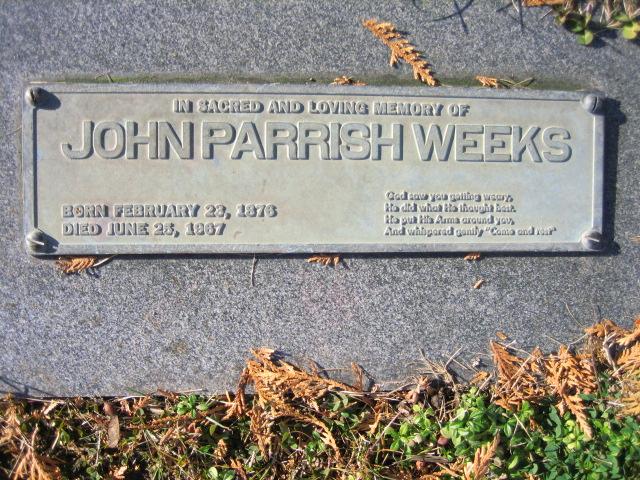 IN SACRED AND LOVING MEMORY OF
JOHN PARRISH WEEKS
BORN FEBRUARY 23, 1876
DIED JUNE 25, 1967
God saw you getting weary,
He did what He thought best.
He put His Arms around you,
And whispered gently "Come and rest"